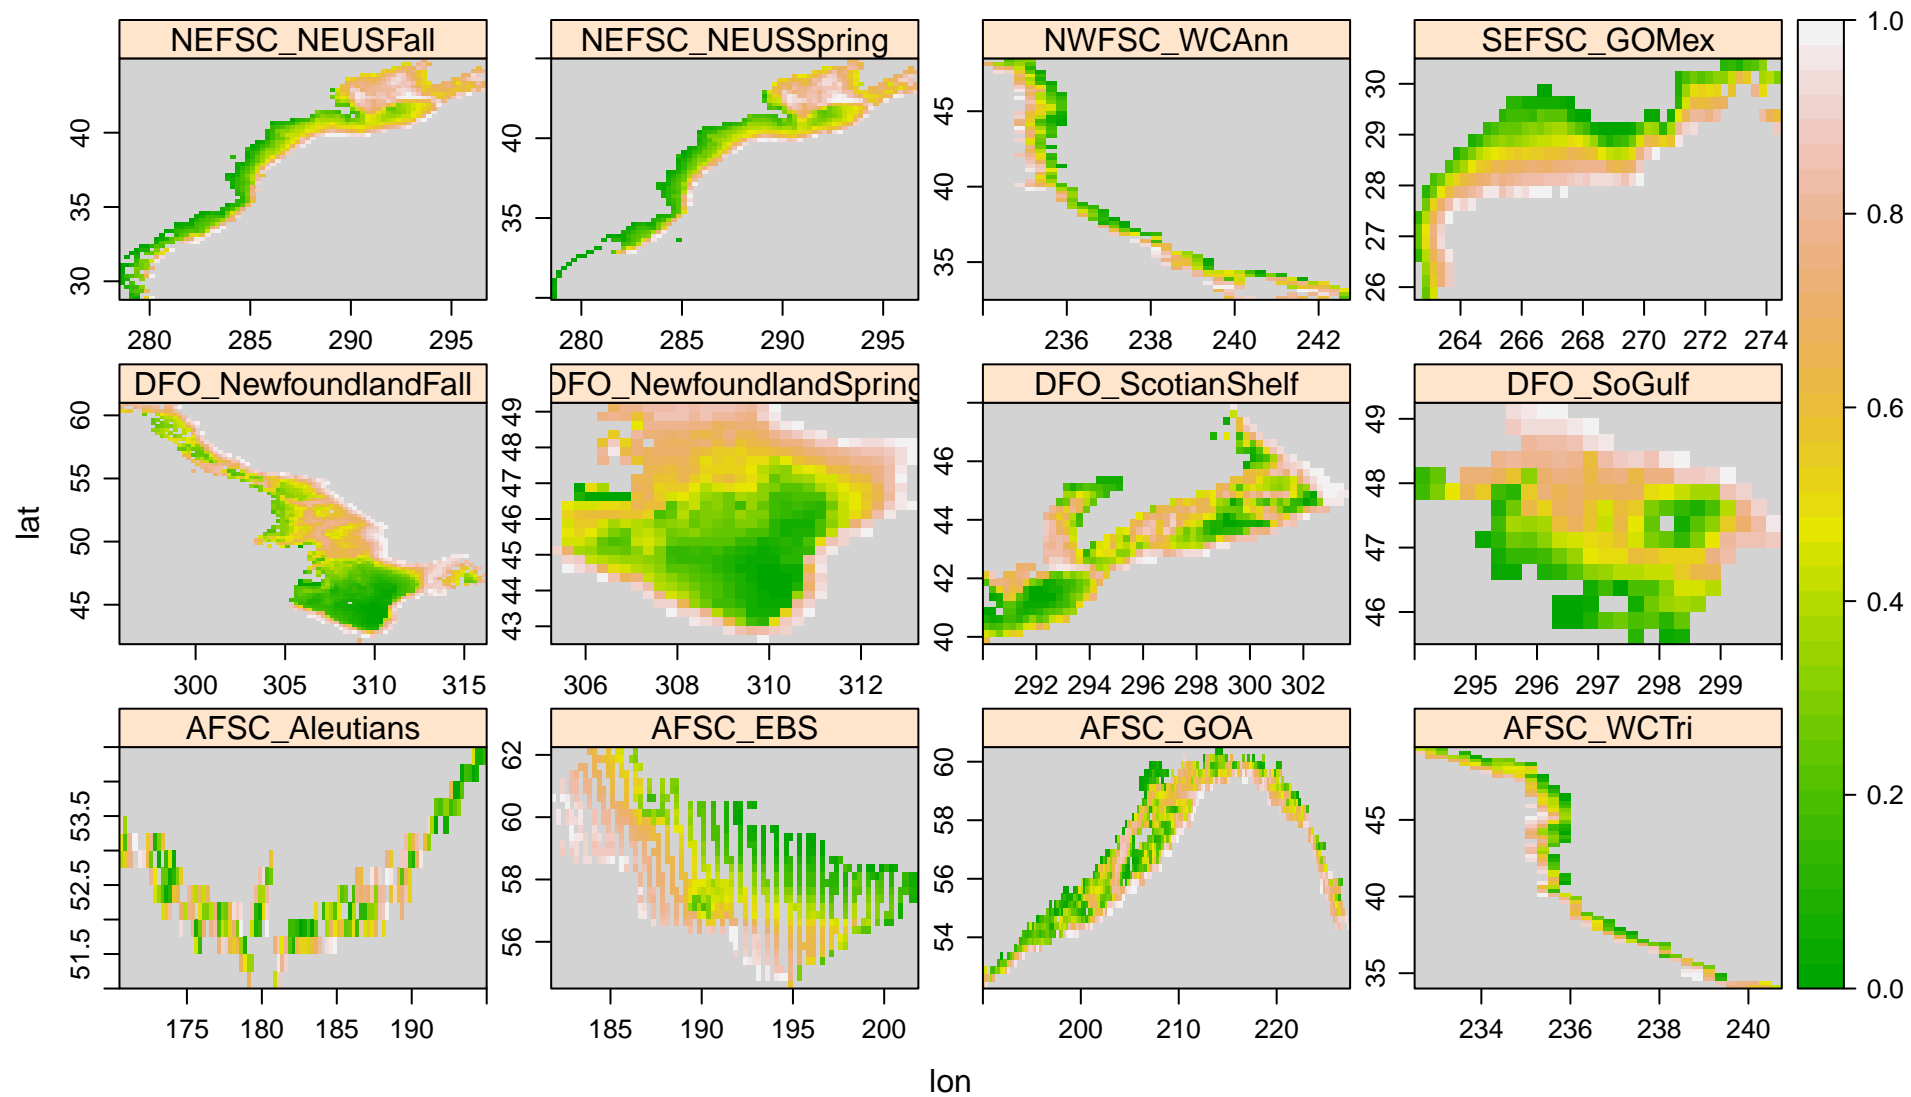 NEFSC_NEUSFall NEFSC_NEUSSpring NWFSC_WCAnn SEFSC_GOMex
30 35 40
280 285 290 295
35 40
280 285 290 295
35 40 45
236 238 240 242
26 27 28 29 30
264 266 268 270 272 274
DFO_NewfoundlandFall DFO_NewfoundlandSpring DFO_ScotianShelf DFO_SoGulf
45 50 55 60
300 305 310 315
43 44 45 46 47 48 49
306 308 310 312
40 42 44 46
292 294 296 298 300 302
46 47 48 49
295 296 297 298 299
AFSC_Aleutians AFSC_EBS AFSC_GOA AFSC_WCTri
51.5 52.5 53.5
175 180 185 190
56 58 60 62
185 190 195 200
54 56 58 60
200 210 220
35 40 45
234 236 238 240
1.0
0.8
0.6
0.4
0.2
0.0
lat
lon